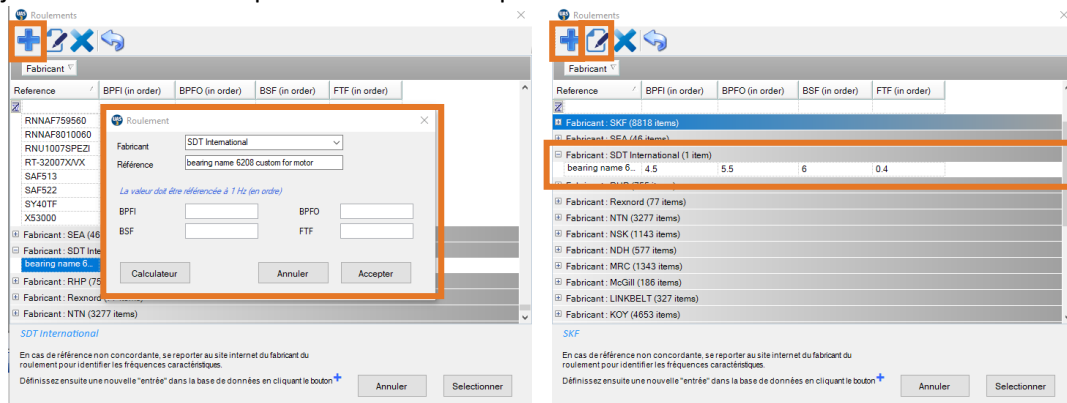 Roulements
Fabricant
Reference BPFI (in order) BPFO (in order) BSF (in order) FTF (in order)
RNNAF759560
RNNAF8010060
RNU1007SPEZI
RT-32007XVVX
SAF513
SAF522
SY40TF
X53000
Fabricant : SEA (46
Fabricant : SDT Inte
bearing name 6...
Fabricant : RHP (75
Fabricant : Rexnord
Fabricant : NTN (3277 items)
Roulement
Fabricant SDT International
Référence bearing name 6208 custom for motor
La valeur doit être référencée à 1 Hz (en ordre)
BPFI BPFO
BSF FTF
Calculateur Annuler Accepter
SDT International
En cas de référence non concordante, se reporter au site internet du fabricant du
roulement pour identifier les fréquences caractéristiques.
Définissez ensuite une nouvelle "entrée" dans la base de données en cliquant le bouton
Annuler Selectionner
Roulements
Fabricant
Reference BPFI (in order) BPFO (in order) BSF (in order) FTF (in order)
Fabricant : SKF (8818 items)
Fabricant : SEA (46 items)
Fabricant : SDT International (1 item)
bearing name 6... 4.5 5.5 6 0.4
Fabricant : Rexnord (77 items)
Fabricant : NTN (3277 items)
Fabricant : NSK (1143 items)
Fabricant : NDH (577 items)
Fabricant : MRC (1343 items)
Fabricant : McGill (186 items)
Fabricant : LINKBELT (327 items)
Fabricant : KOY (4653 items)
SKF
En cas de référence non concordante, se reporter au site internet du fabricant du
roulement pour identifier les fréquences caractéristiques.
Définissez ensuite une nouvelle "entrée" dans la base de données en cliquant le bouton
Annuler Selectionner